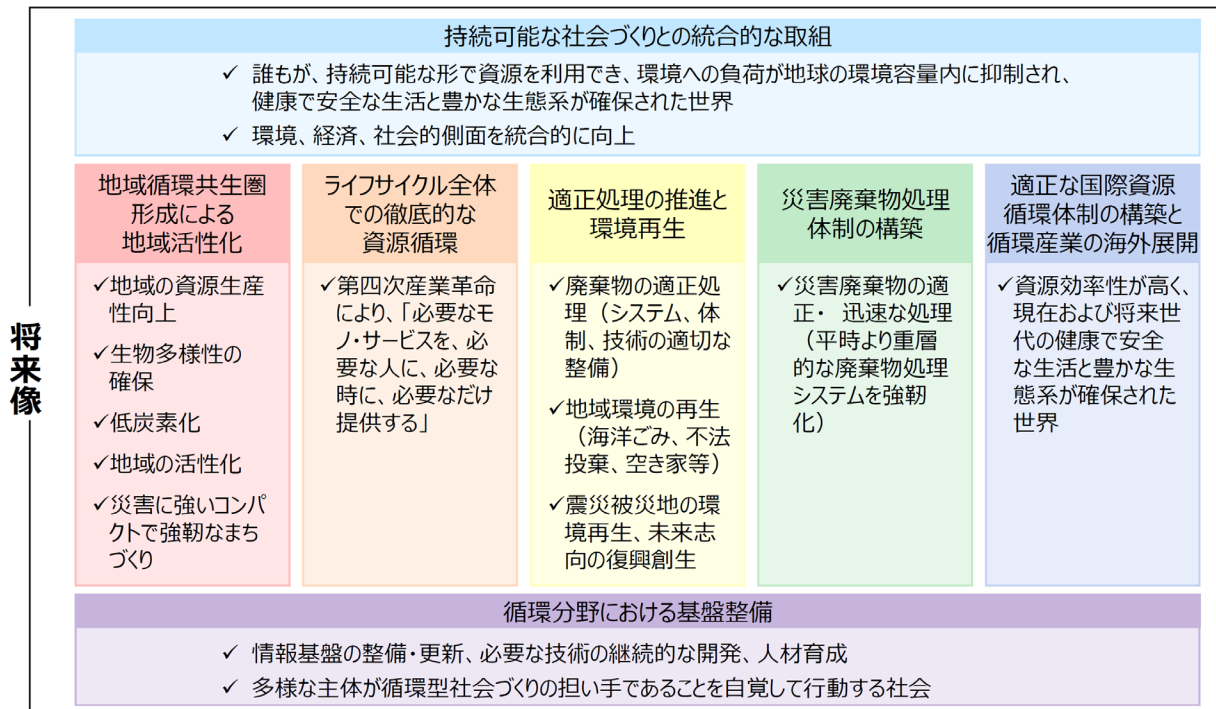 将来像
持続可能な社会づくりとの統合的な取組
✓ 誰もが、持続可能な形で資源を利用でき、環境への負荷が地球の環境容量内に抑制され、
健康で安全な生活と豊かな生態系が確保された世界
✓ 環境、経済、社会的側面を統合的に向上
地域循環共生圏
形成による
地域活性化
✓地域の資源生産
性向上
✓生物多様性の
確保
✓低炭素化
✓地域の活性化
✓災害に強いコンパ
クトで強靭なまち
づくり
ライフサイクル全体
での徹底的な
資源循環
✓第四次産業革命
により、「必要なモ
ノ・サービスを、必
要な人に、必要な
時に、必要なだけ
提供する」
適正処理の推進と
環境再生
✓廃棄物の適正処
理（システム、体
制、技術の適切な
整備）
✓地域環境の再生
（海洋ごみ、不法
投棄、空き家等）
✓震災被災地の環
境再生、未来志
向の復興創生
災害廃棄物処理
体制の構築
✓災害廃棄物の適
正・ 迅速な処理
（平時より重層
的な廃棄物処理
システムを強靭
化）
適正な国際資源
循環体制の構築と
循環産業の海外展開
✓資源効率性が高く、
現在および将来世
代の健康で安全
な生活と豊かな生
態系が確保された
世界
循環分野における基盤整備
✓ 情報基盤の整備・更新、必要な技術の継続的な開発、人材育成
✓ 多様な主体が循環型社会づくりの担い手であることを自覚して行動する社会